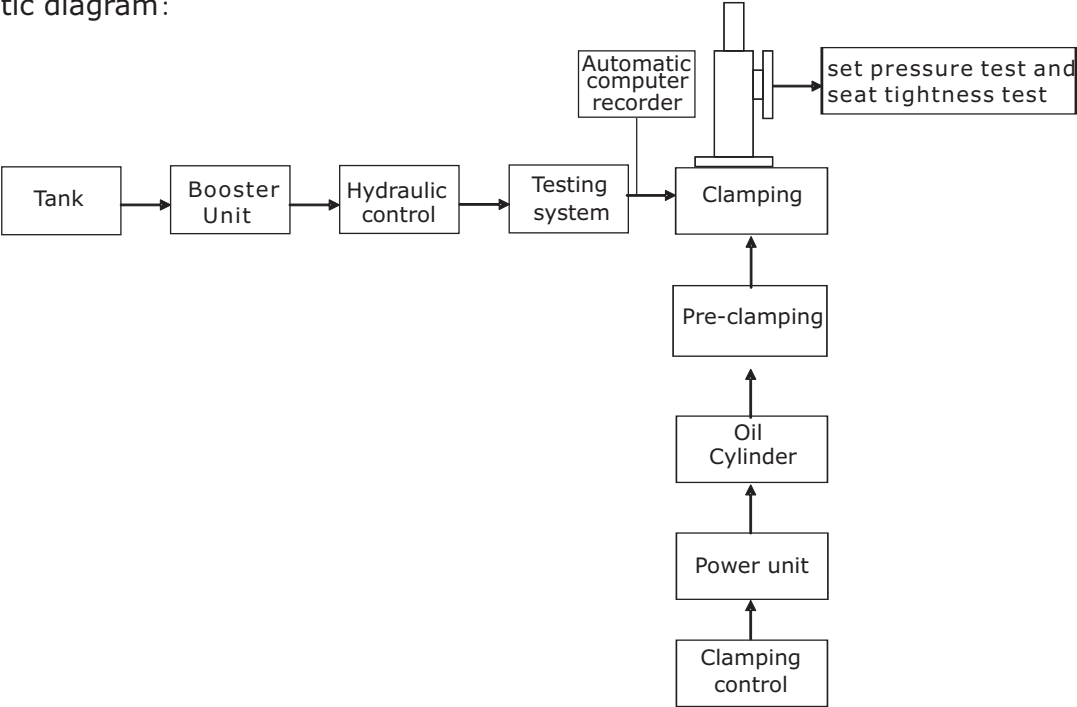 tic diagram:
Automatic
computer
recorder
set pressure test and
seat tightness test
Tank
Booster
Unit
Hydraulic
control
Testing
system
Clamping
Pre-clamping
Oil
Cylinder
Power unit
Clamping
control